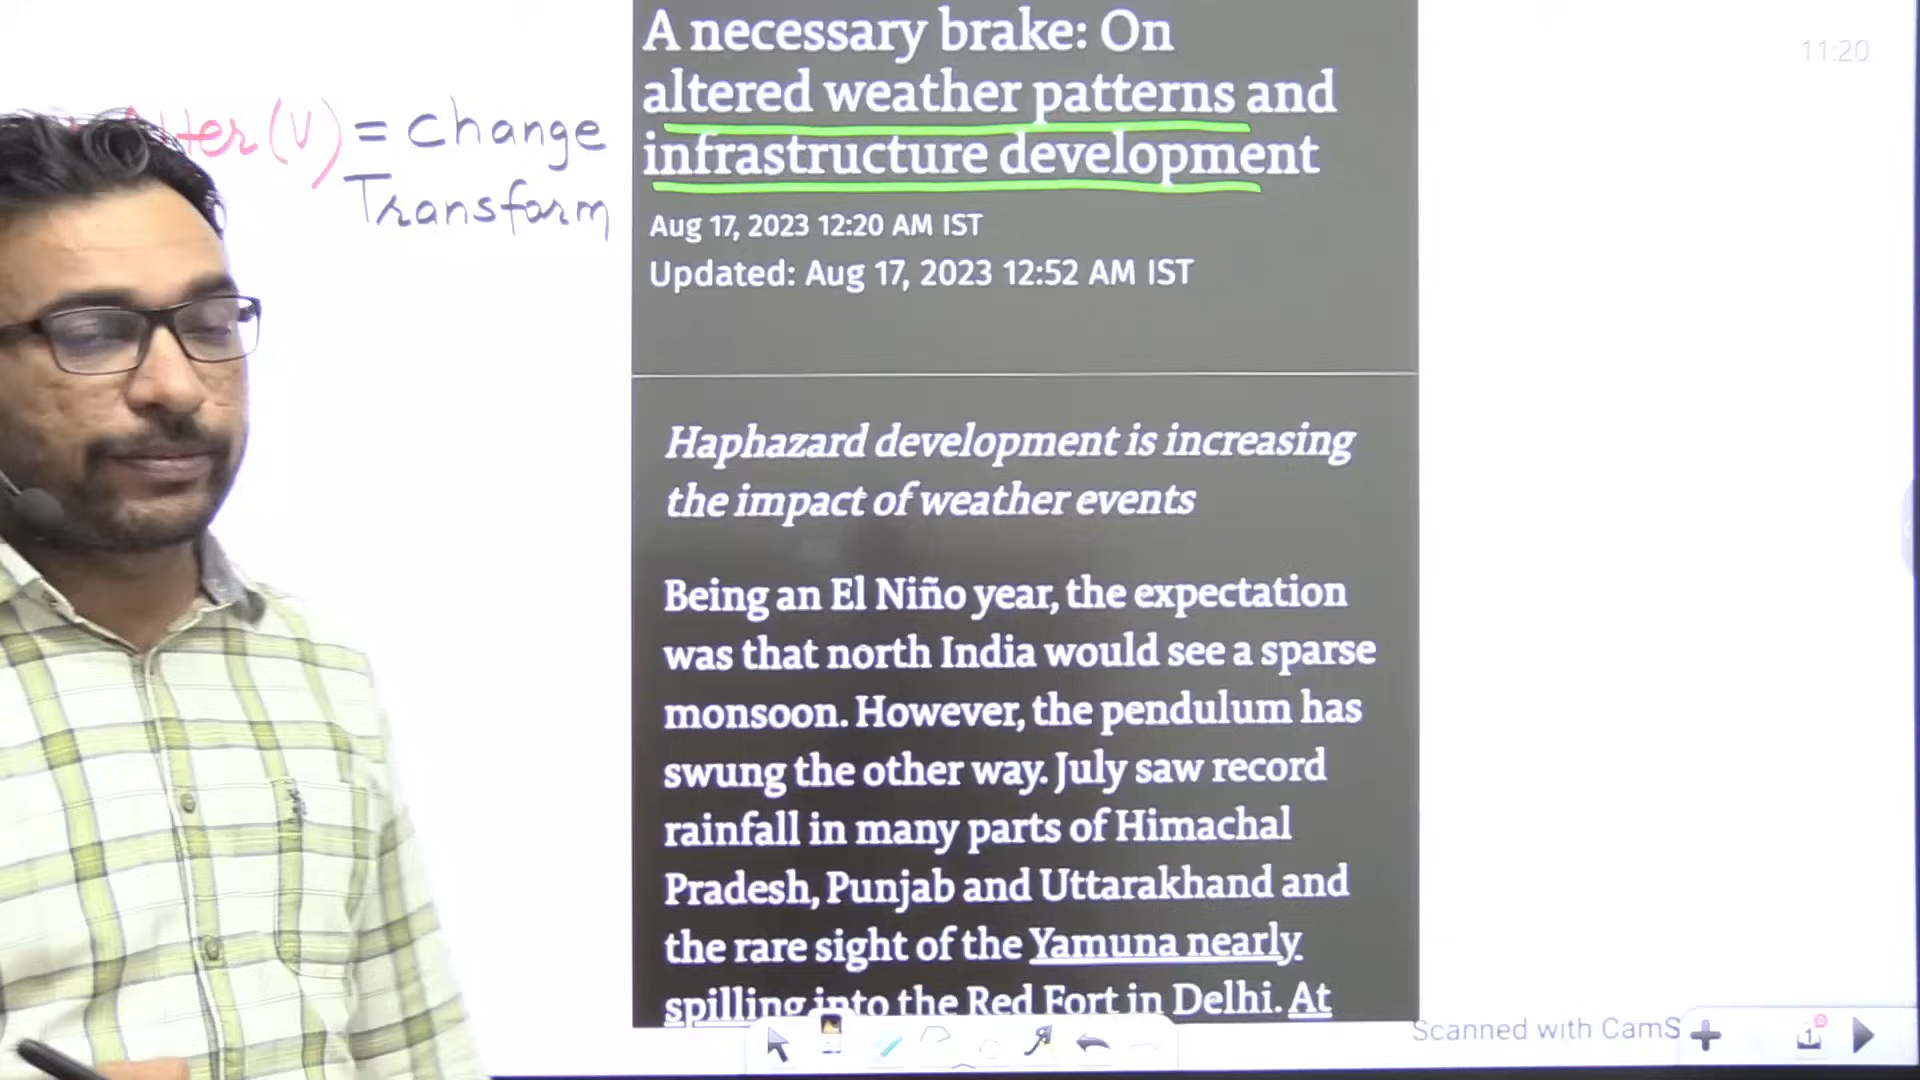 Alter (V) = Change
Transform
A necessary brake: On
altered weather patterns and
infrastructure development
Aug 17, 2023 12:20 AM IST
Updated: Aug 17, 2023 12:52 AM IST
Haphazard development is increasing
the impact of weather events
Being an El Niño year, the expectation
was that north India would see a sparse
monsoon. However, the pendulum has
swung the other way. July saw record
rainfall in many parts of Himachal
Pradesh, Punjab and Uttarakhand and
the rare sight of the Yamuna nearly
spilling into the Red Fort in Delhi. At
11:20
Scanned with CamS
1